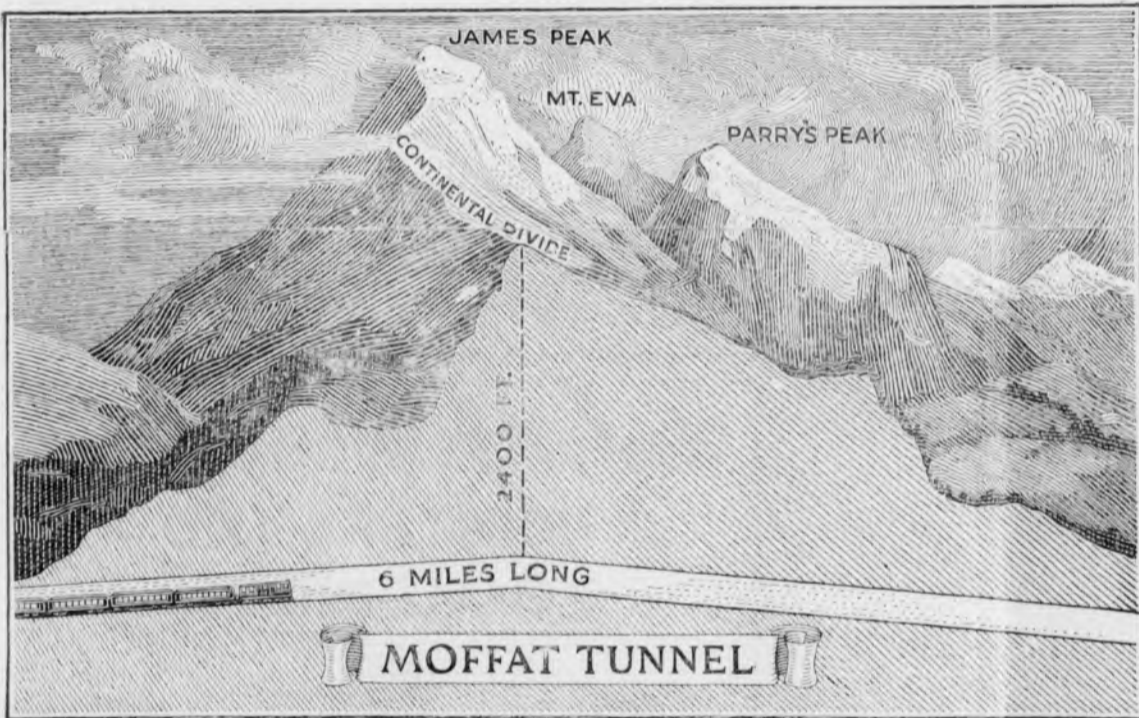 JAMES PEAK
MT. EVA
PARRY'S PEAK
CONTINENTAL DIVIDE
2400 FT.
6 MILES LONG
MOFFAT TUNNEL